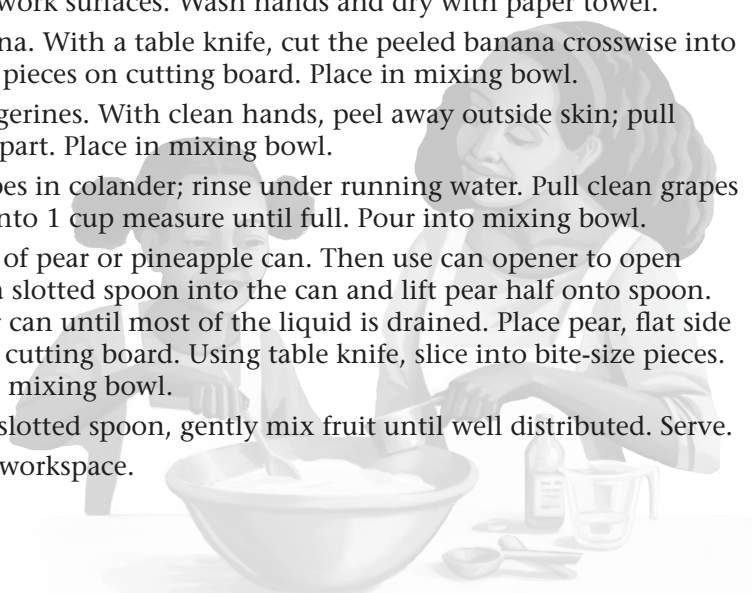 work surfaces. Wash hands and dry with paper towel.
na. With a table knife, cut the peeled banana crosswise into
pieces on cutting board. Place in mixing bowl.
gerines. With clean hands, peel away outside skin; pull
part. Place in mixing bowl.
pes in colander; rinse under running water. Pull clean grapes
nto 1 cup measure until full. Pour into mixing bowl.
of pear or pineapple can. Then use can opener to open
a slotted spoon into the can and lift pear half onto spoon.
can until most of the liquid is drained. Place pear, flat side
cutting board. Using table knife, slice into bite-size pieces.
mixing bowl.
slotted spoon, gently mix fruit until well distributed. Serve.
workspace.